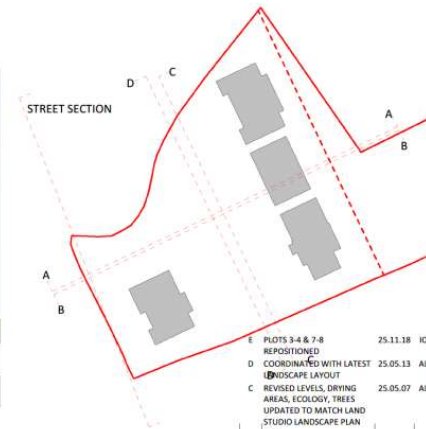 C
D
STREET SECTION
A
B
A
B
E PLOTS 3-4 & 7-8 25.11.18
REPOSITIONED
C
D COORDINATED WITH LATEST 25.05.13
LANDSCAPE LAYOUT
B
C REVISED LEVELS, DRYING 25.05.07
AREAS, ECOLOGY, TREES
UPDATED TO MATCH LAND
STUDIO LANDSCAPE PLAN